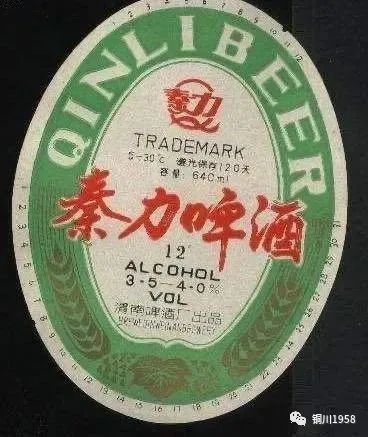 QINLI BEER
秦力
TRADEMARK
5-30℃ 避光保存120天
容量:640ml
秦力啤酒
12°
ALCOHOL
3-5-4-0%
VOL
渭南啤酒厂出品
铜川1958